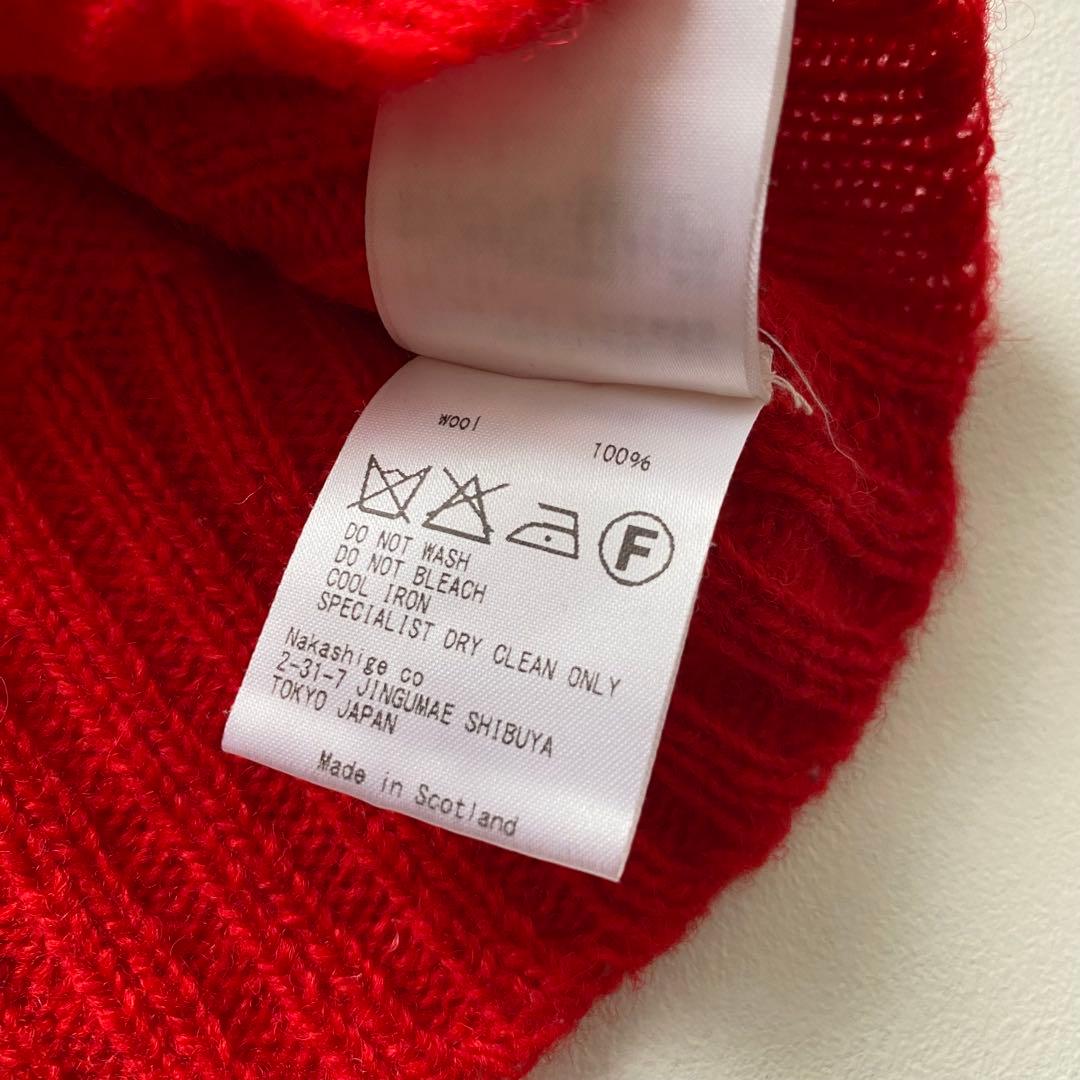 wool 100%
F
DO NOT WASH
DO NOT BLEACH
COOL IRON
SPECIALIST DRY CLEAN ONLY
Nakashige co
2-31-7 JINGUMAE SHIBUYA
TOKYO JAPAN
Made in Scotland